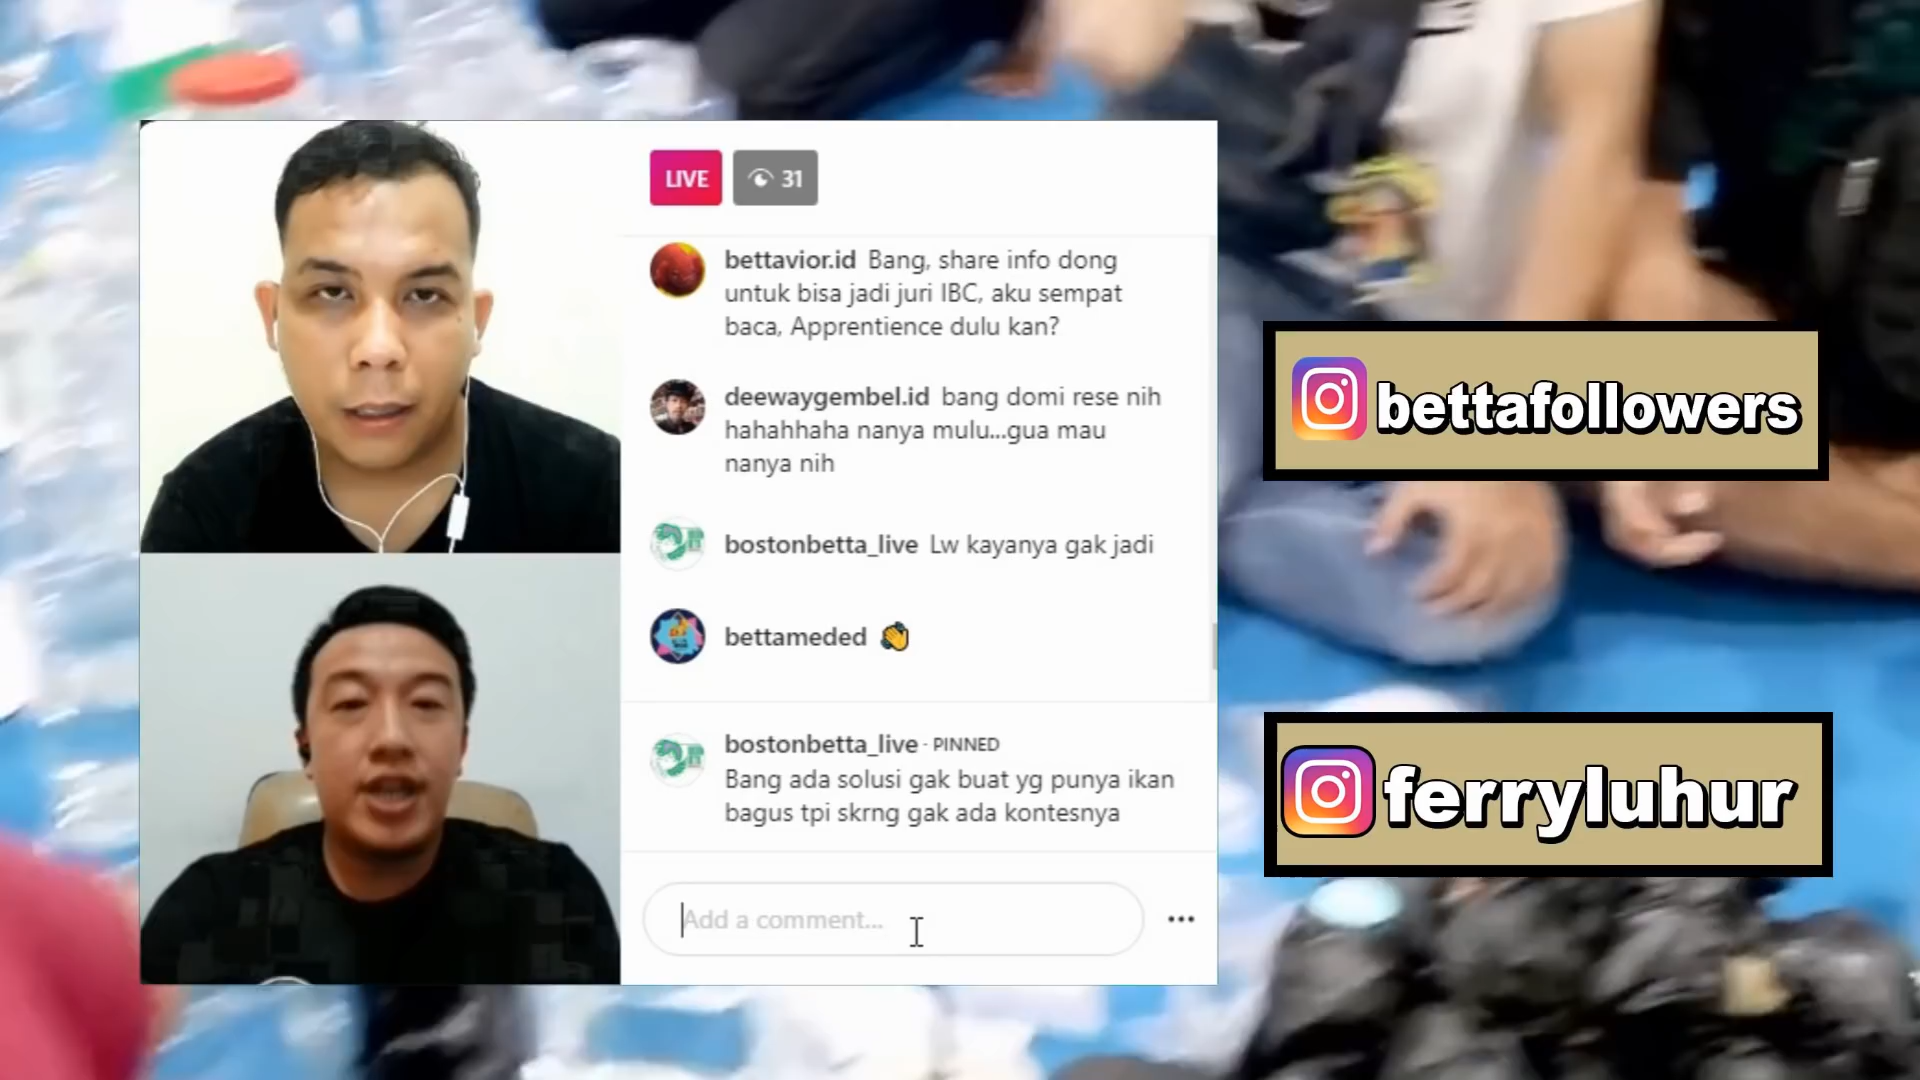 LIVE 31
bettavior.id Bang, share info dong
untuk bisa jadi juri IBC, aku sempat
baca, Apprentience dulu kan?
deewaygembel.id bang domi rese nih
hahahhaha nanya mulu...gua mau
nanya nih
bostonbetta_live Lw kayanya gak jadi
bettameded 👏
bostonbetta_live · PINNED
Bang ada solusi gak buat yg punya ikan
bagus tpi skrng gak ada kontesnya
Add a comment...
bettafollowers
ferryluhur